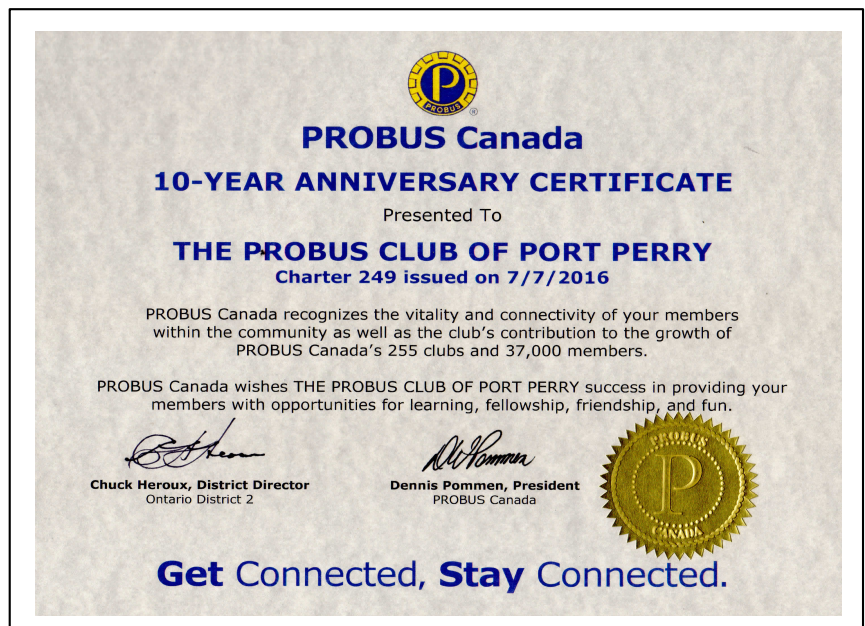 P
PROBUS
®
PROBUS Canada
10-YEAR ANNIVERSARY CERTIFICATE
Presented To
THE PROBUS CLUB OF PORT PERRY
Charter 249 issued on 7/7/2016
PROBUS Canada recognizes the vitality and connectivity of your members
within the community as well as the club's contribution to the growth of
PROBUS Canada's 255 clubs and 37,000 members.
PROBUS Canada wishes THE PROBUS CLUB OF PORT PERRY success in providing your
members with opportunities for learning, fellowship, friendship, and fun.
Chuck Heroux, District Director
Ontario District 2
Dennis Pommen, President
PROBUS Canada
PROBUS
P
CANADA
Get Connected, Stay Connected.